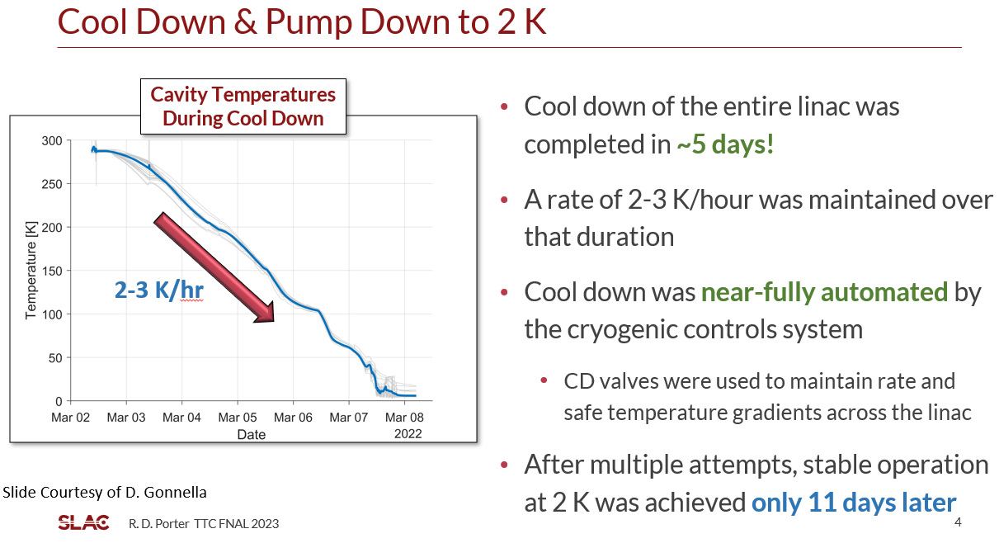 Cool Down & Pump Down to 2 K
Cavity Temperatures
During Cool Down
300
250
200
150
100
50
0
Temperature [K]
2-3 K/hr
Mar 02 Mar 03 Mar 04 Mar 05 Mar 06 Mar 07 Mar 08
Date
2022
• Cool down of the entire linac was
completed in ~5 days!
• A rate of 2-3 K/hour was maintained over
that duration
• Cool down was near-fully automated by
the cryogenic controls system
• CD valves were used to maintain rate and
safe temperature gradients across the linac
• After multiple attempts, stable operation
at 2 K was achieved only 11 days later
Slide Courtesy of D. Gonnella
SLAC
R. D. Porter TTC FNAL 2023
4